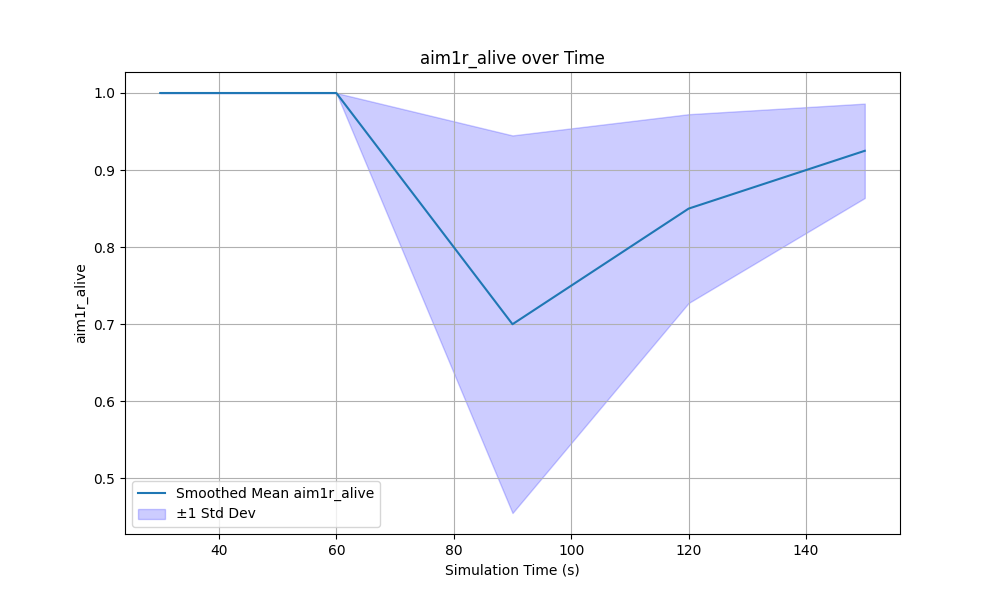 aim1r_alive over Time
1.0
0.9
0.8
0.7
0.6
0.5
aim1r_alive
Smoothed Mean aim1r_alive
±1 Std Dev
40 60 80 100 120 140
Simulation Time (s)